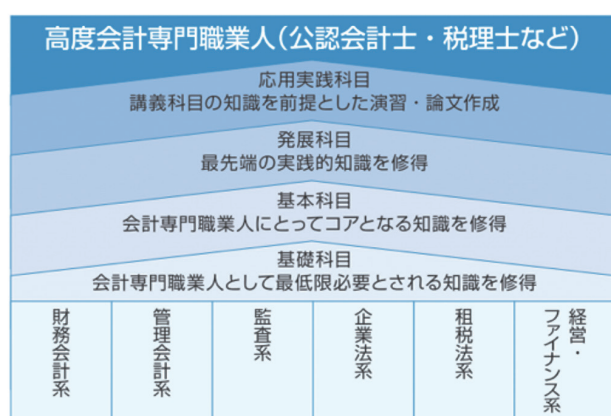 高度会計専門職業人（公認会計士・税理士など）
応用実践科目
講義科目の知識を前提とした演習・論文作成
発展科目
最先端の実践的知識を修得
基本科目
会計専門職業人にとってコアとなる知識を修得
基礎科目
会計専門職業人として最低限必要とされる知識を修得
財務会計系
管理会計系
監査系
企業法系
租税法系
経営・
ファイナンス系